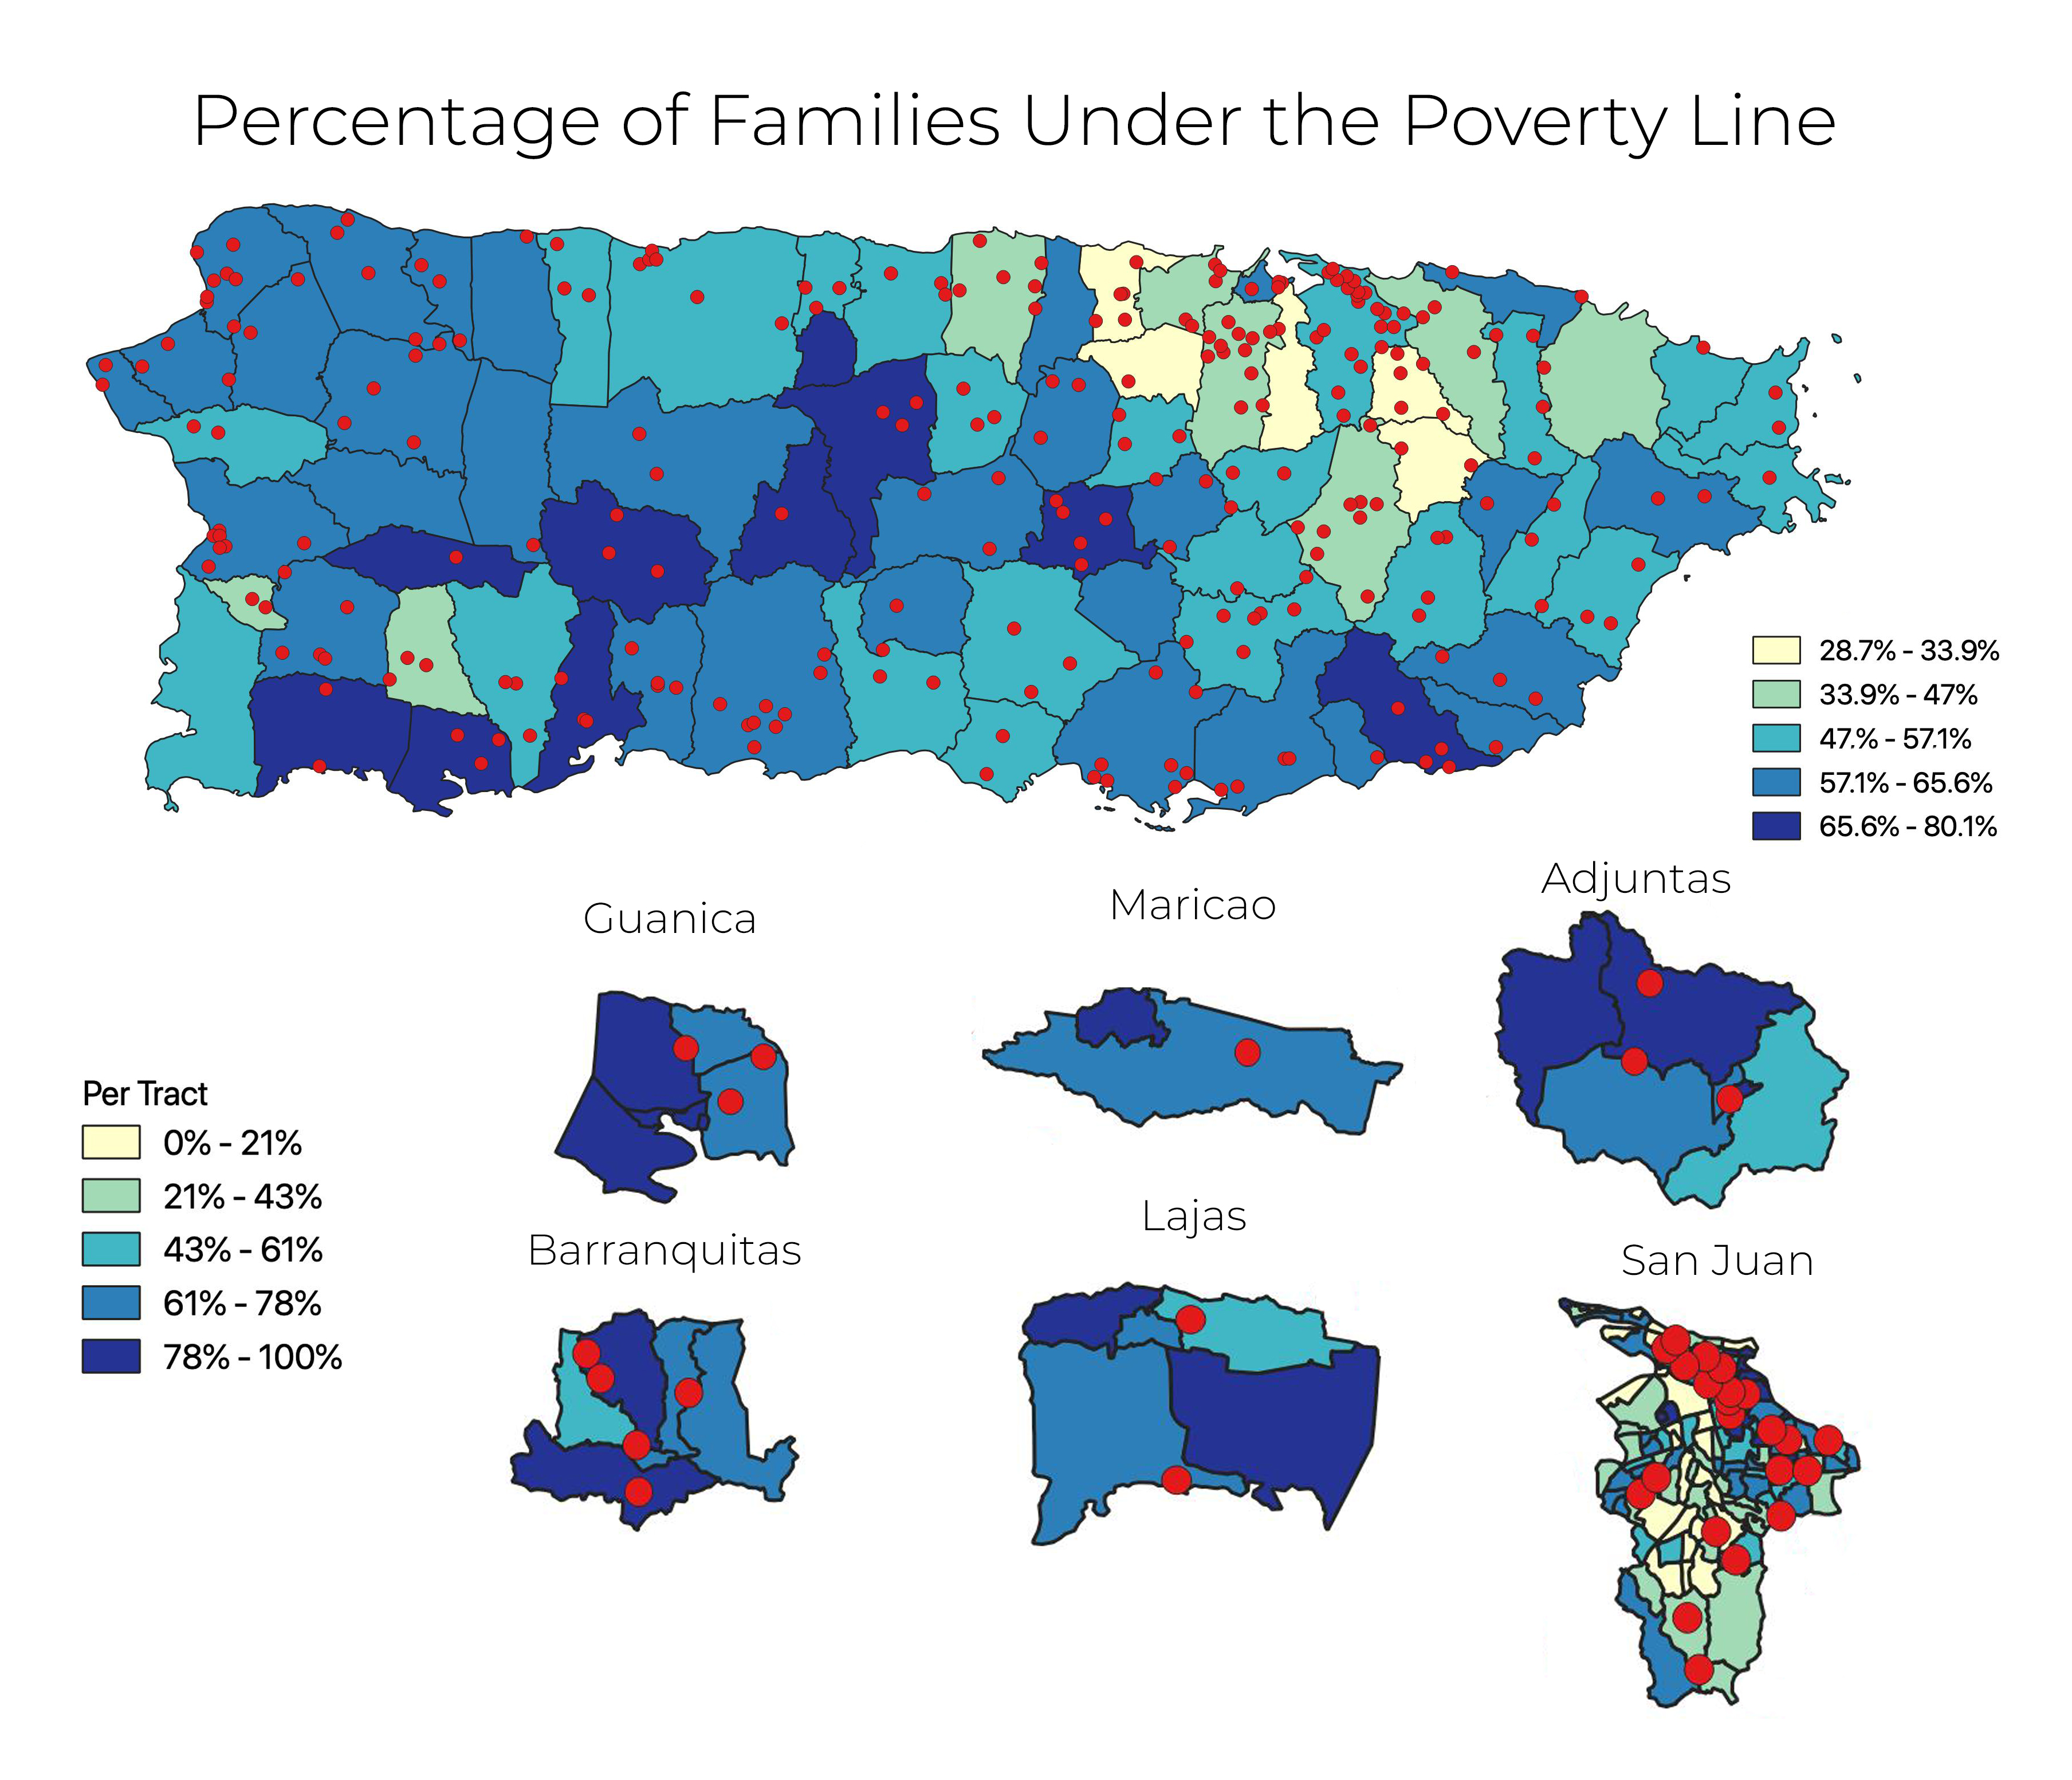 Percentage of Families Under the Poverty Line
28.7% - 33.9%
33.9% - 47%
47.% - 57.1%
57.1% - 65.6%
65.6% - 80.1%
Guanica
Maricao
Adjuntas
Per Tract
0% - 21%
21% - 43%
43% - 61%
61% - 78%
78% - 100%
Barranquitas
Lajas
San Juan